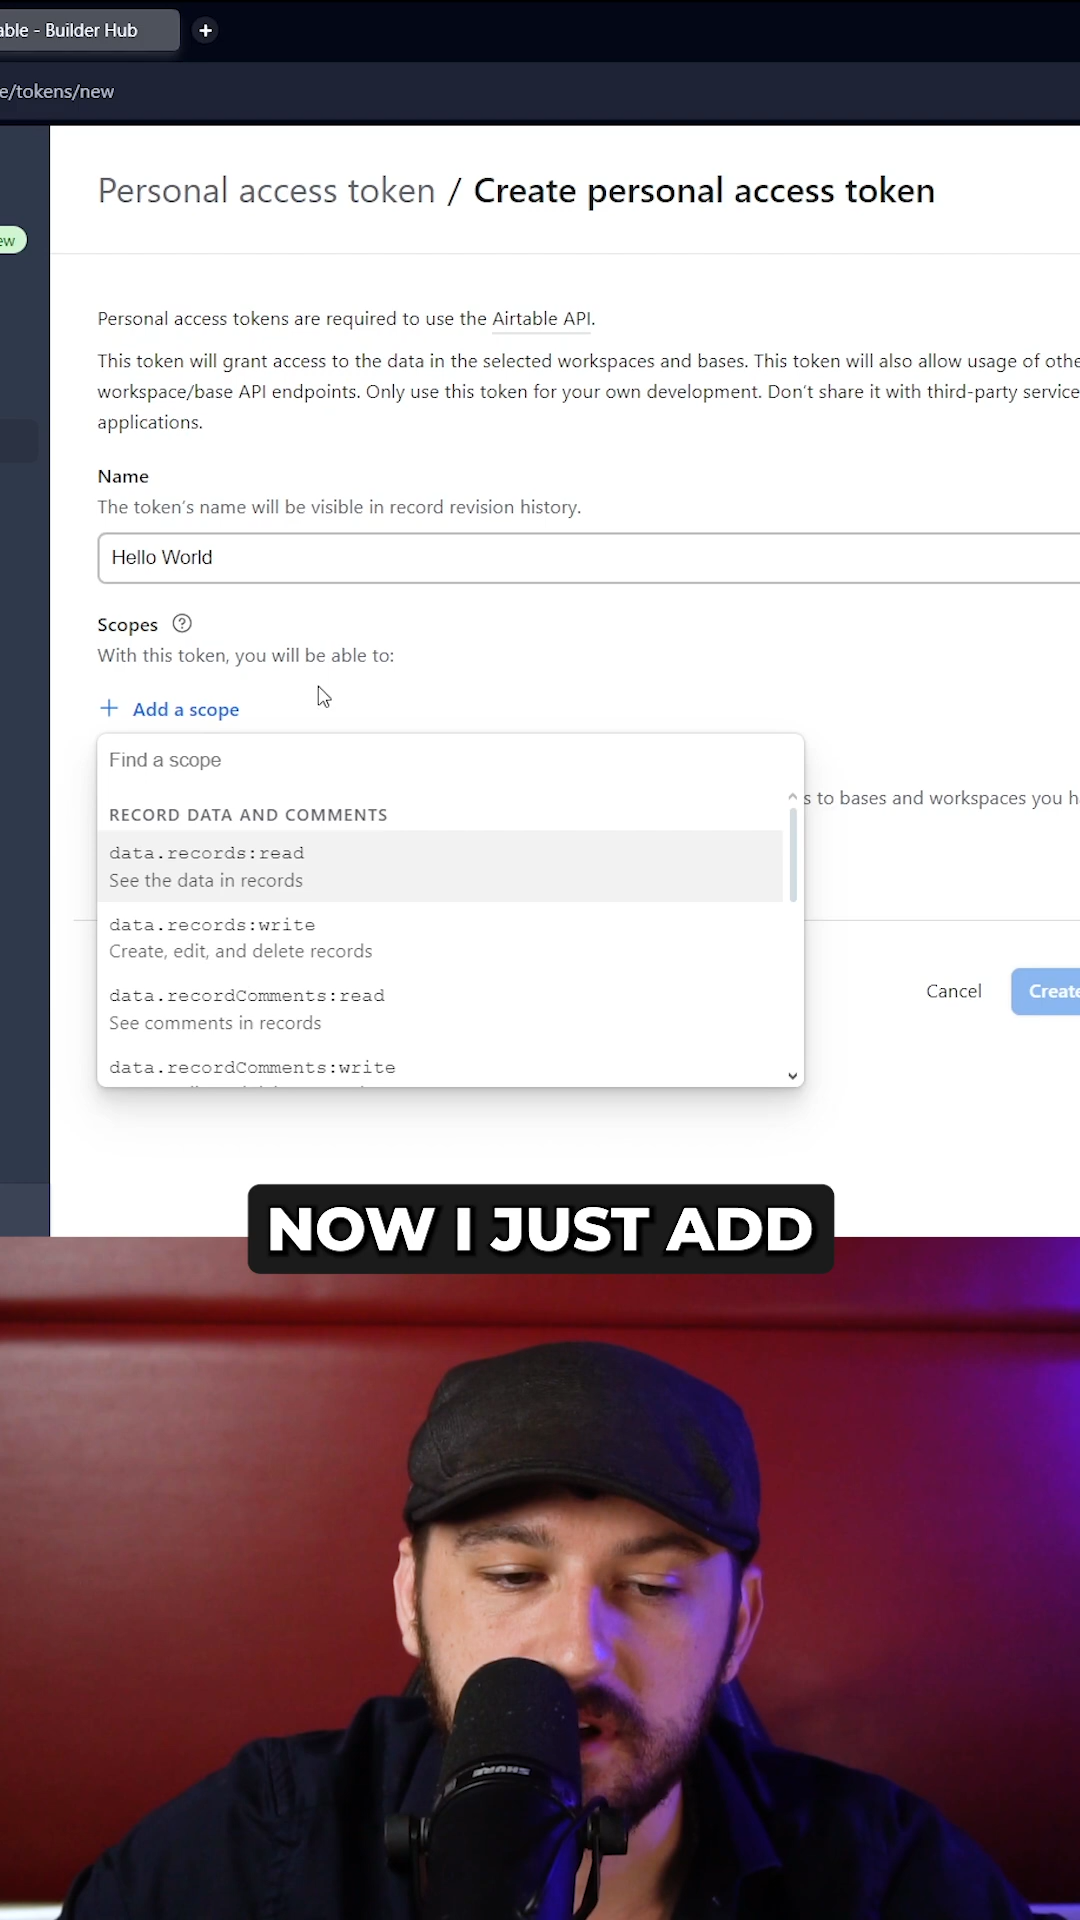 able - Builder Hub
e/tokens/new
ew
Personal access token / Create personal access token
Personal access tokens are required to use the Airtable API.
This token will grant access to the data in the selected workspaces and bases. This token will also allow usage of othe
workspace/base API endpoints. Only use this token for your own development. Don't share it with third-party service
applications.
Name
The token's name will be visible in record revision history.
Hello World
Scopes
With this token, you will be able to:
+ Add a scope
Find a scope
s to bases and workspaces you ha
RECORD DATA AND COMMENTS
data.records:read
See the data in records
data.records:write
Create, edit, and delete records
data.recordComments:read
See comments in records
data.recordComments:write
Cancel
Create
NOW I JUST ADD
SHURE